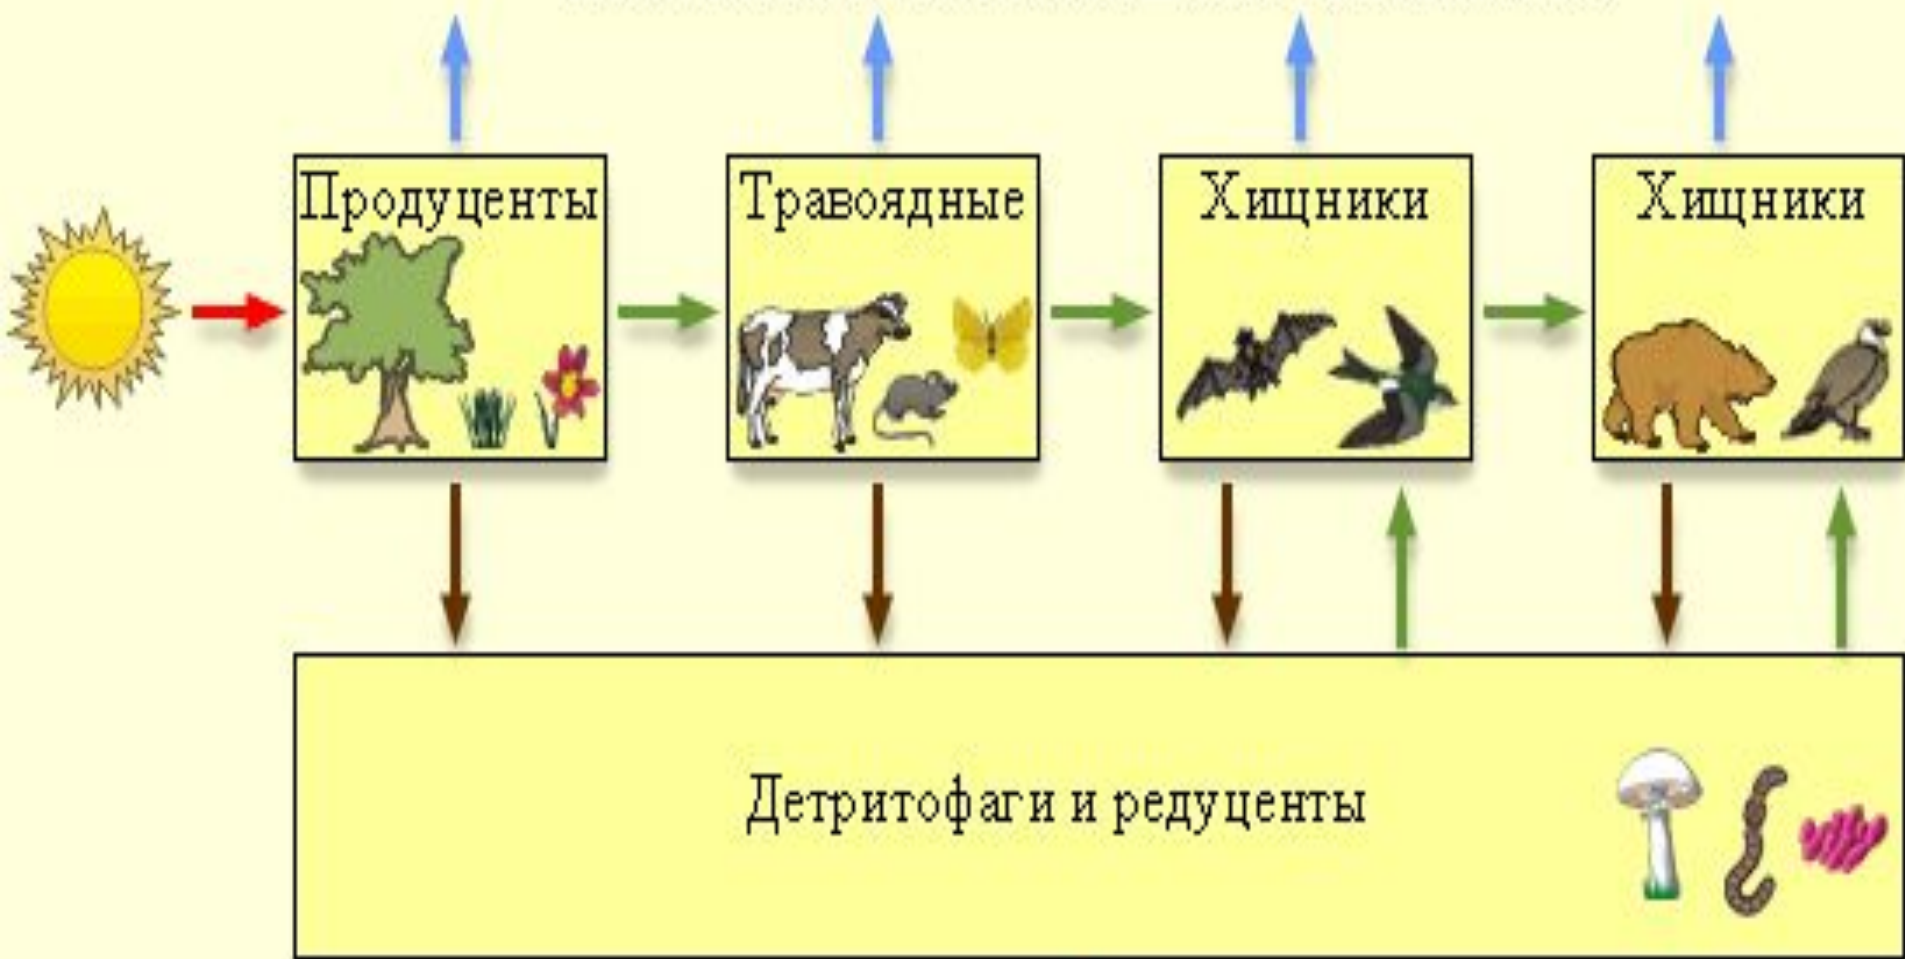 Продуценты
Травоядные
Хищники
Хищники
Детритофаги и редуценты